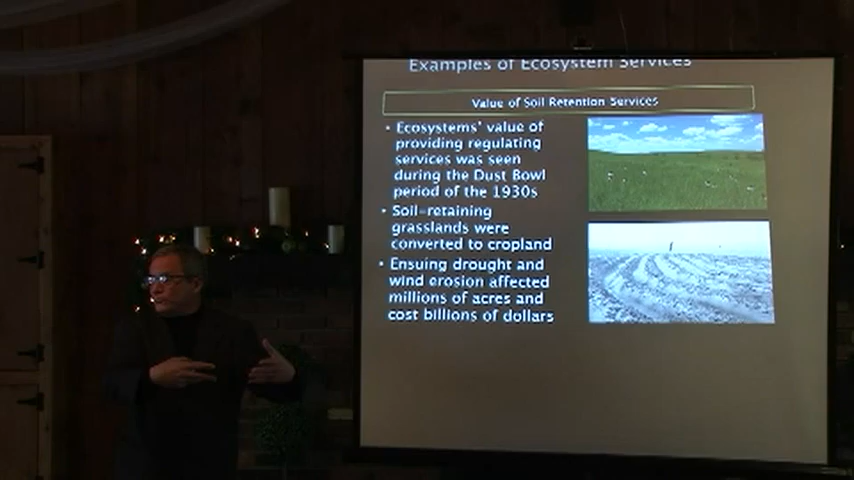 Examples of Ecosystem Services
Value of Soil Retention Services
• Ecosystems' value of
providing regulating
services was seen
during the Dust Bowl
period of the 1930s
• Soil-retaining
grasslands were
converted to cropland
• Ensuing drought and
wind erosion affected
millions of acres and
cost billions of dollars